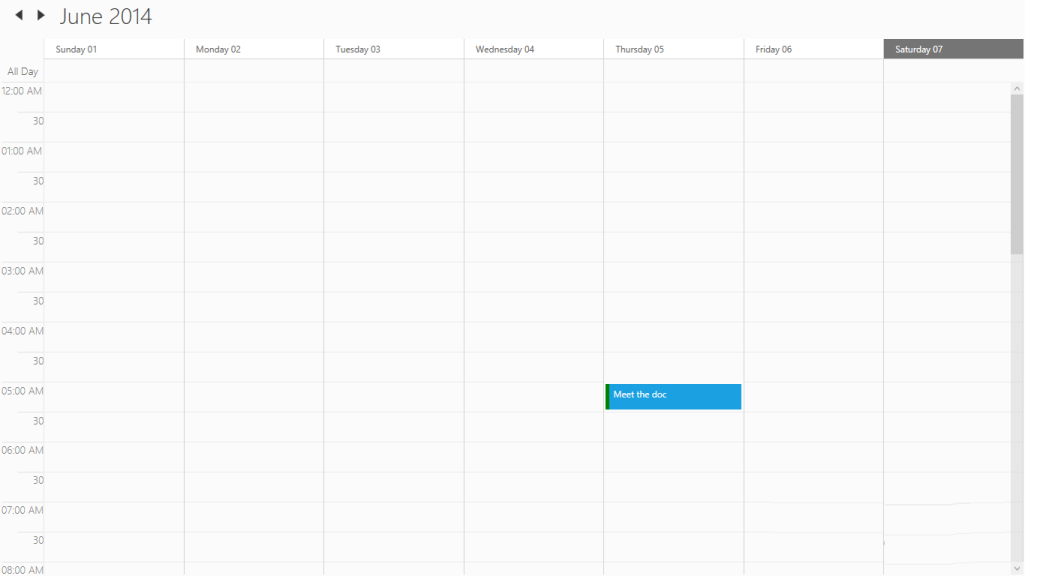 June 2014
Sunday 01 Monday 02 Tuesday 03 Wednesday 04 Thursday 05 Friday 06 Saturday 07
All Day
12:00 AM
30
01:00 AM
30
02:00 AM
30
03:00 AM
30
04:00 AM
30
05:00 AM Meet the doc
30
06:00 AM
30
07:00 AM
30
08:00 AM